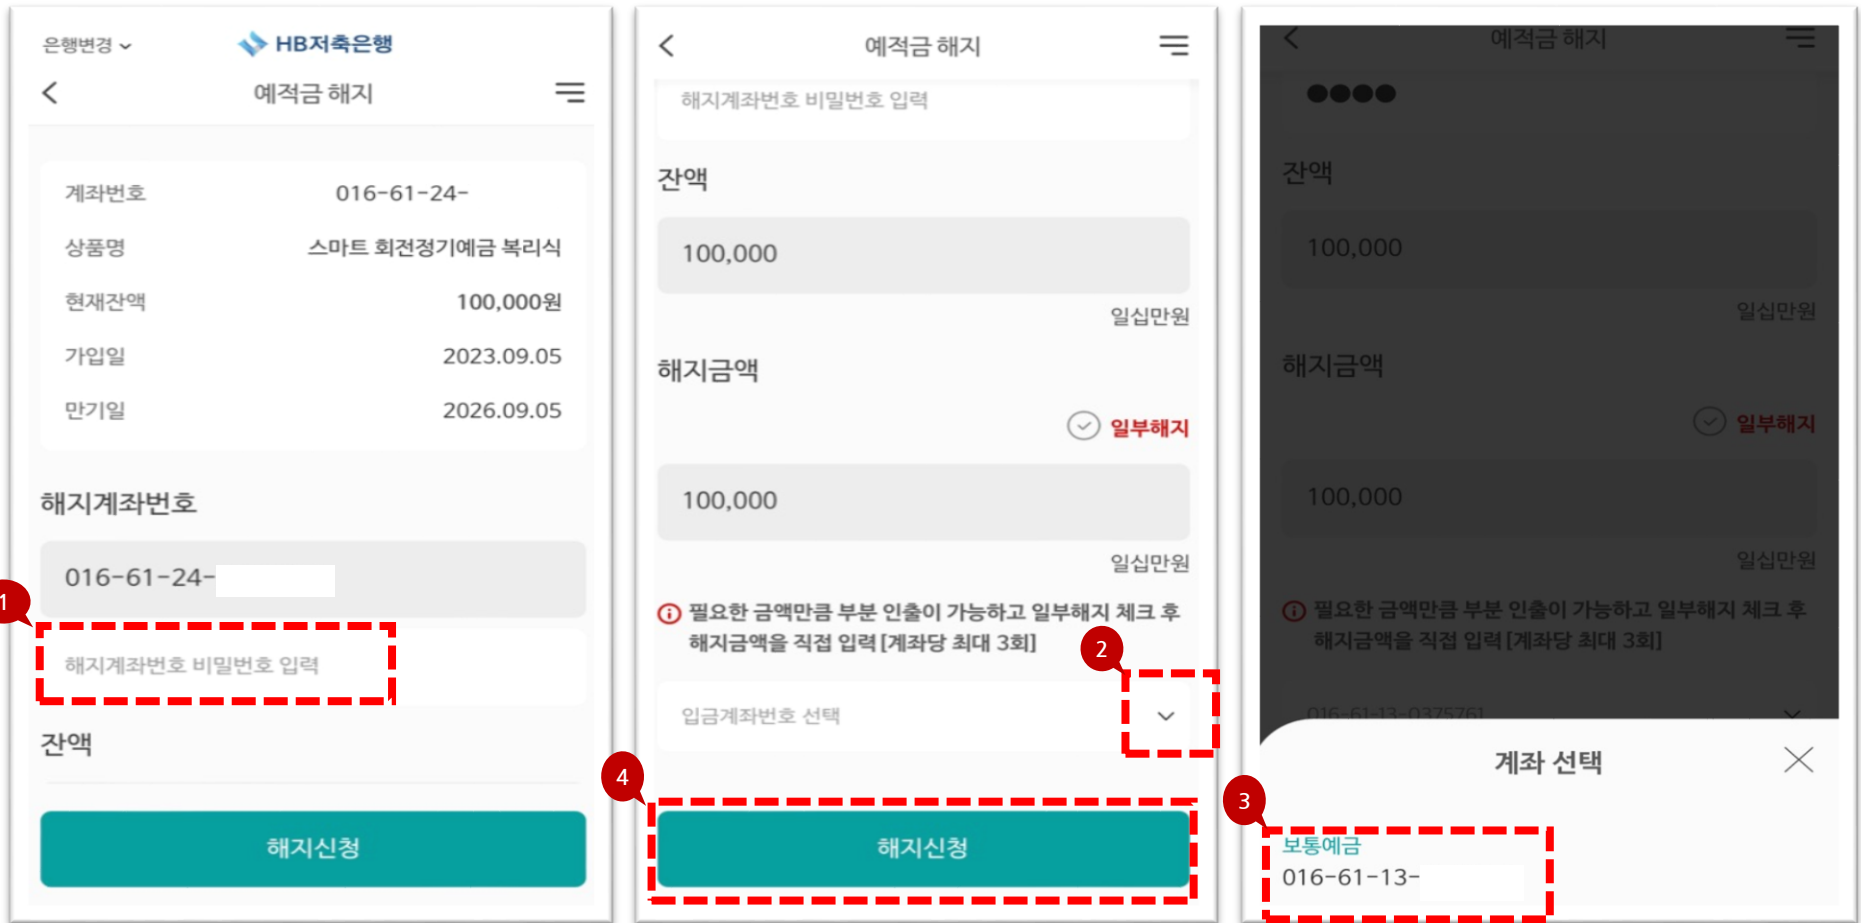 은행변경
HB저축은행
예적금 해지
계좌번호 016-61-24-
상품명 스마트 회전정기예금 복리식
현재잔액 100,000원
가입일 2023.09.05
만기일 2026.09.05
해지계좌번호
016-61-24-
1
해지계좌번호 비밀번호 입력
잔액
해지신청
예적금 해지
해지계좌번호 비밀번호 입력
잔액
100,000
일십만원
해지금액
일부해지
100,000
일십만원
필요한 금액만큼 부분 인출이 가능하고 일부해지 체크 후
해지금액을 직접 입력[계좌당 최대 3회]
2
입금계좌번호 선택
4
해지신청
예적금 해지
잔액
100,000
일십만원
해지금액
일부해지
100,000
일십만원
필요한 금액만큼 부분 인출이 가능하고 일부해지 체크 후
해지금액을 직접 입력[계좌당 최대 3회]
016-61-13-0375761
계좌 선택
3
보통예금
016-61-13-